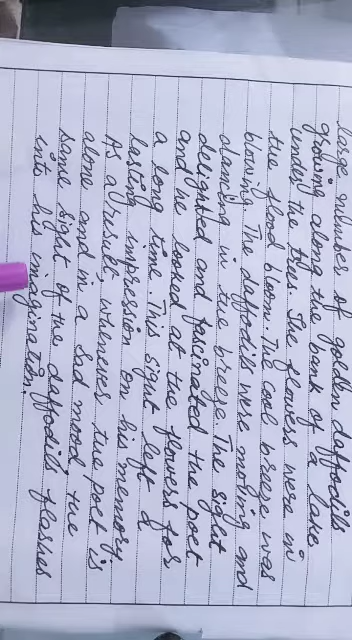 large number of golden daffodils
growing along the bank of a lake
under the trees. The flowers were in
the stood bloom. The cool breeze was
blowing. The daffodils were moving and
dancing in the breeze. The sight
delighted and fascinated the poet
and he looked at the flowers for
a long time. This sight left a
lasting impression on his memory.
As a result, whenever the poet is
alone and in a sad mood the
same sight of the daffodils flashes
into his imagination.